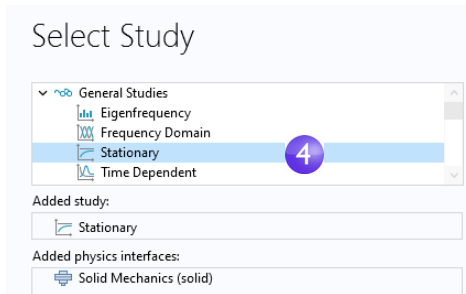 Select Study
General Studies
Eigenfrequency
Frequency Domain
Stationary
4
Time Dependent
Added study:
Stationary
Added physics interfaces:
Solid Mechanics (solid)